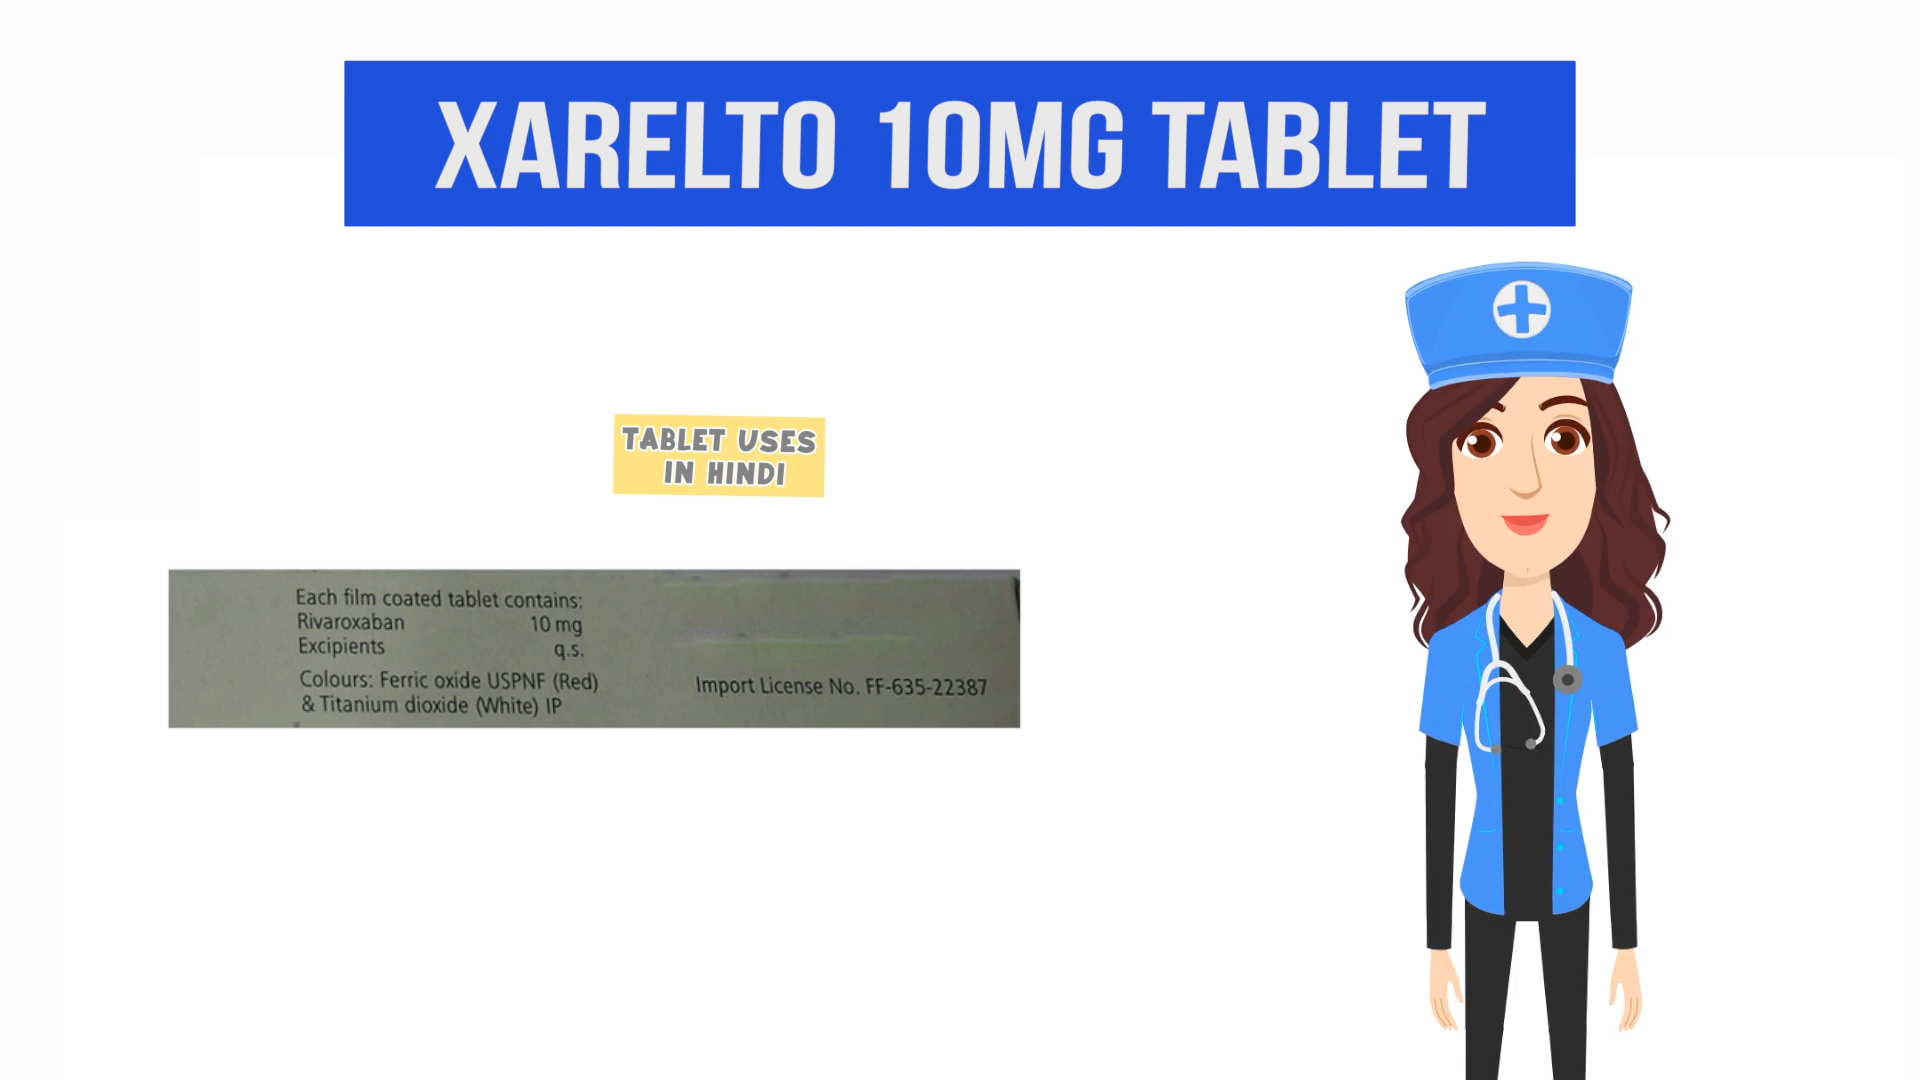 XARELTO 10MG TABLET
TABLET USES
IN HINDI
Each film coated tablet contains:
Rivaroxaban 10 mg
Excipients q.s.
Colours: Ferric oxide USPNF (Red)
& Titanium dioxide (White) IP
Import License No. FF-635-22387